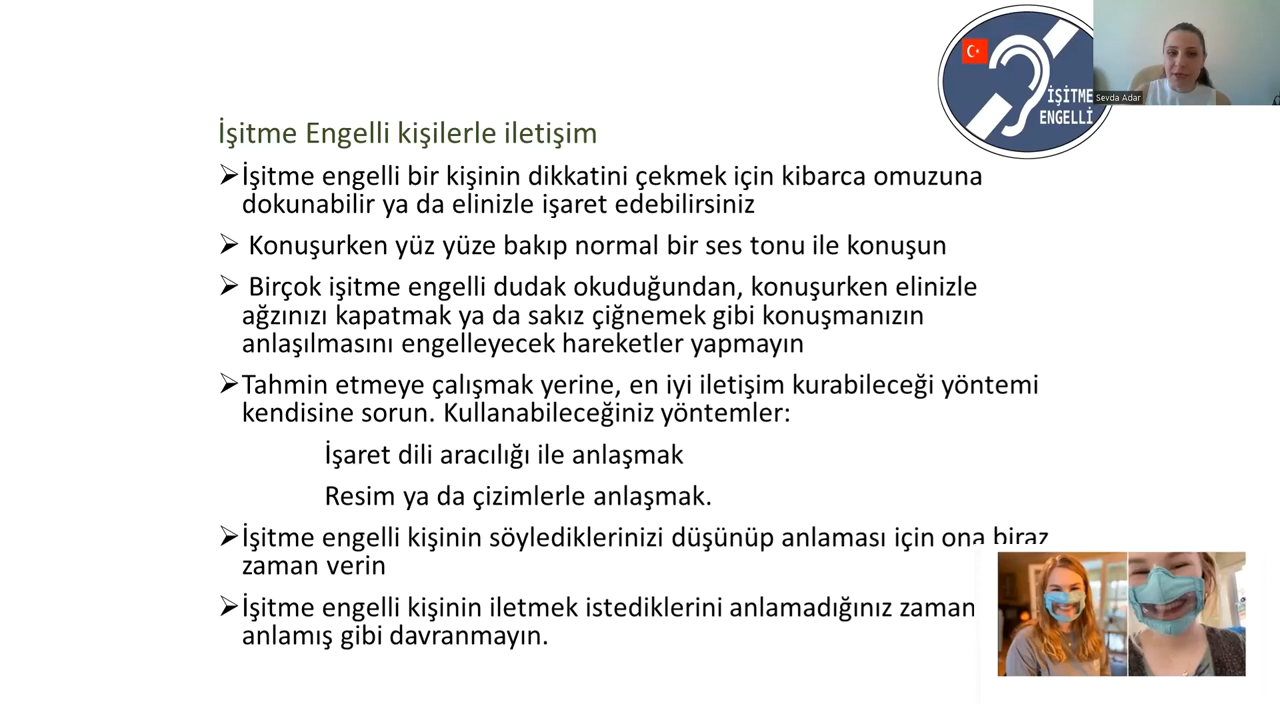 İŞİTME
ENGELLİ
Sevda Adar
İşitme Engelli kişilerle iletişim
➢İşitme engelli bir kişinin dikkatini çekmek için kibarca omuzuna
dokunabilir ya da elinizle işaret edebilirsiniz
➢ Konuşurken yüz yüze bakıp normal bir ses tonu ile konuşun
➢ Birçok işitme engelli dudak okuduğundan, konuşurken elinizle
ağzınızı kapatmak ya da sakız çiğnemek gibi konuşmanızın
anlaşılmasını engelleyecek hareketler yapmayın
➢Tahmin etmeye çalışmak yerine, en iyi iletişim kurabileceği yöntemi
kendisine sorun. Kullanabileceğiniz yöntemler:
İşaret dili aracılığı ile anlaşmak
Resim ya da çizimlerle anlaşmak.
➢İşitme engelli kişinin söylediklerinizi düşünüp anlaması için ona biraz
zaman verin
➢İşitme engelli kişinin iletmek istediklerini anlamadığınız zaman
anlamış gibi davranmayın.